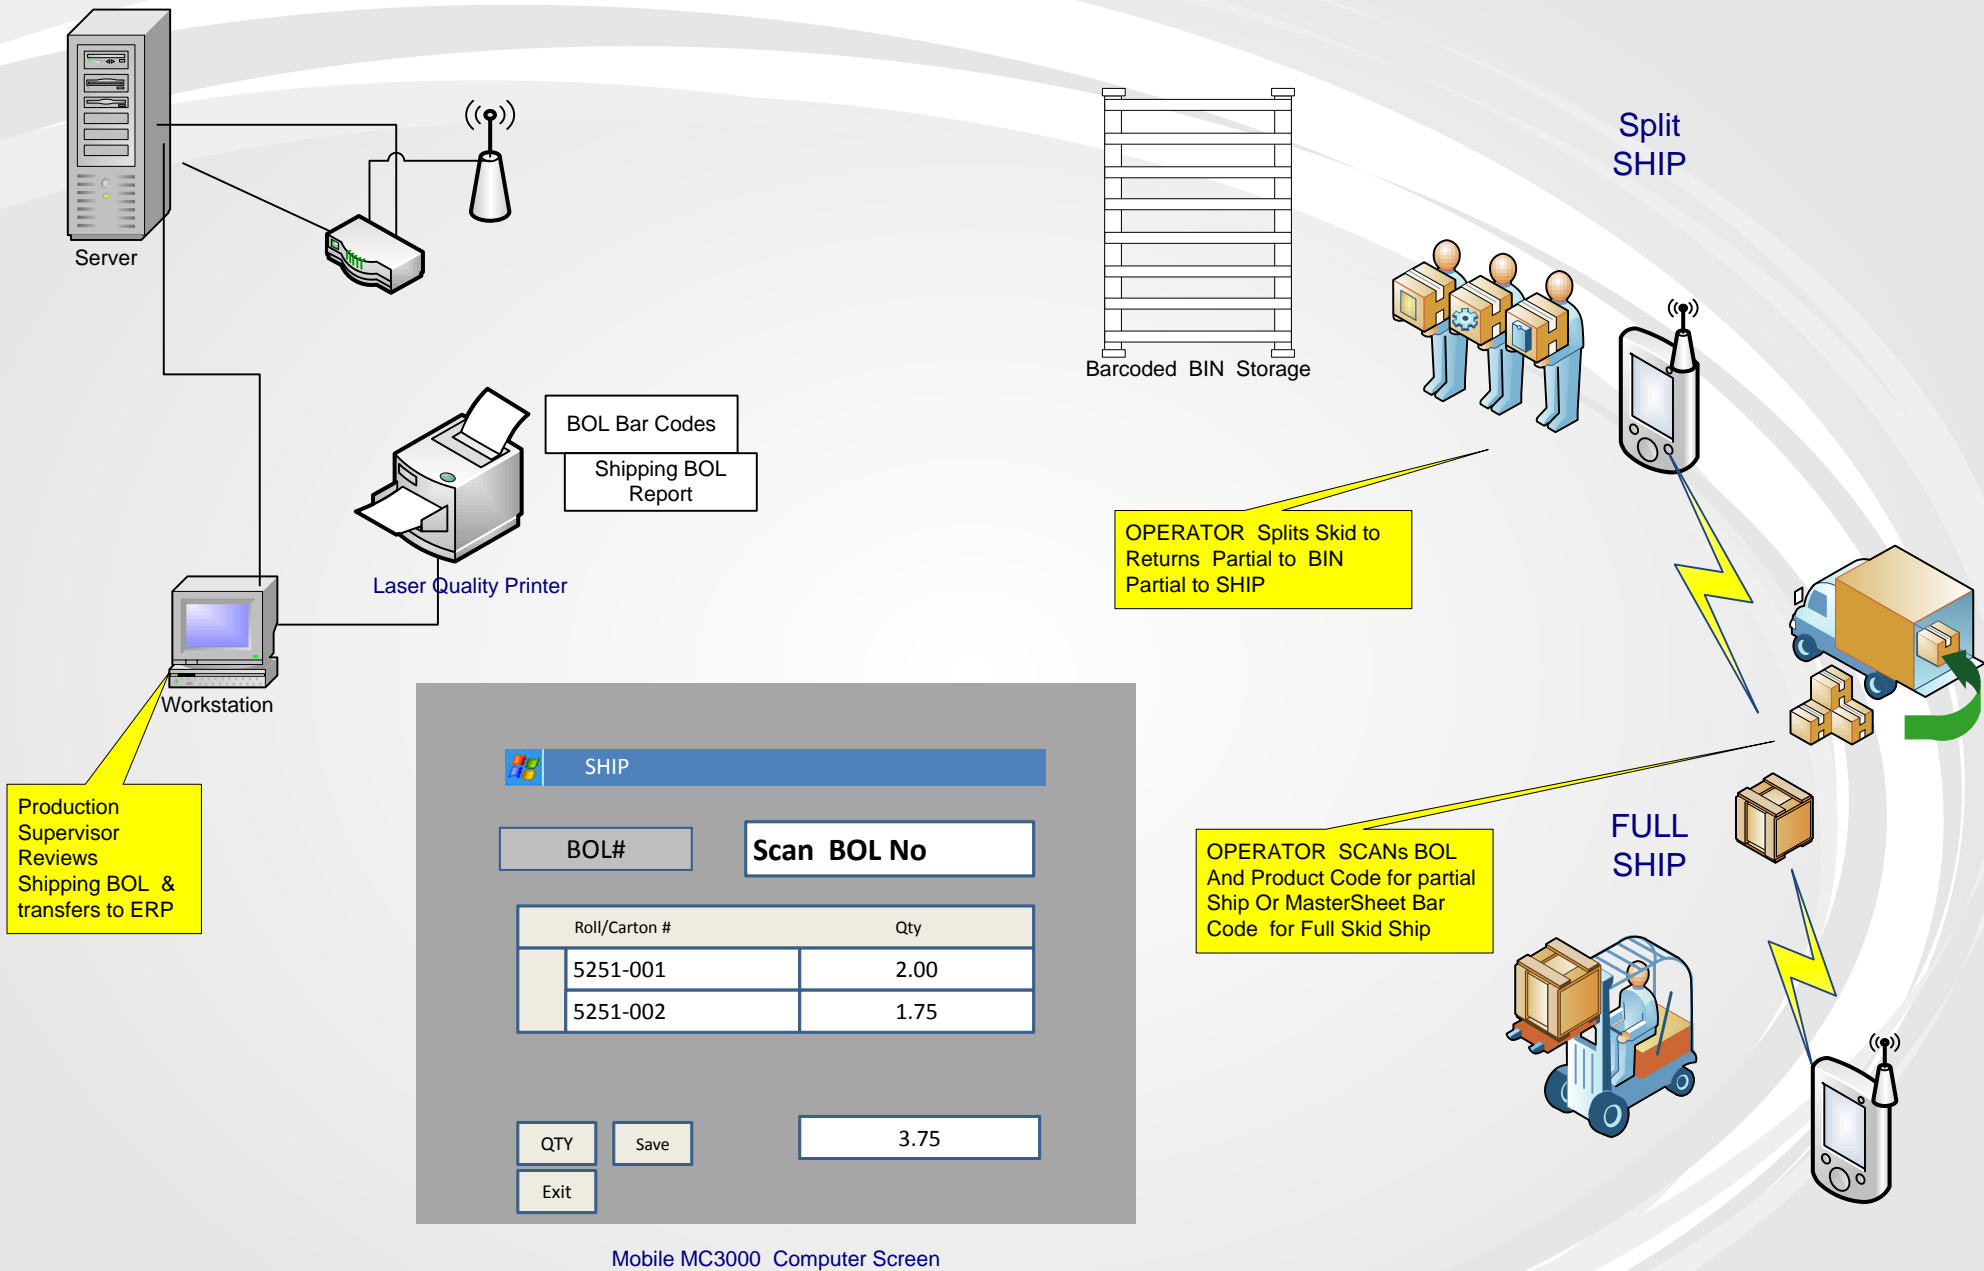 Split
SHIP
Server
Barcoded BIN Storage
BOL Bar Codes
Shipping BOL
Report
Laser Quality Printer
OPERATOR Splits Skid to
Returns Partial to BIN
Partial to SHIP
Workstation
Production
Supervisor
Reviews
Shipping BOL &
transfers to ERP
SHIP
BOL#
Scan BOL No
Roll/Carton # Qty
5251-001 2.00
5251-002 1.75
QTY Save 3.75
Exit
Mobile MC3000 Computer Screen
FULL
SHIP
OPERATOR SCANs BOL
And Product Code for partial
Ship Or MasterSheet Bar
Code for Full Skid Ship